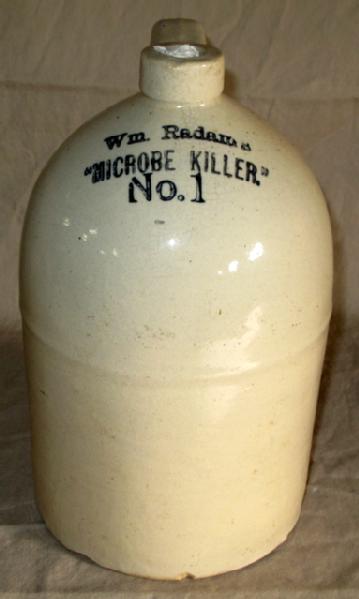 Wm. Radam's
"MICROBE KILLER."
No. 1